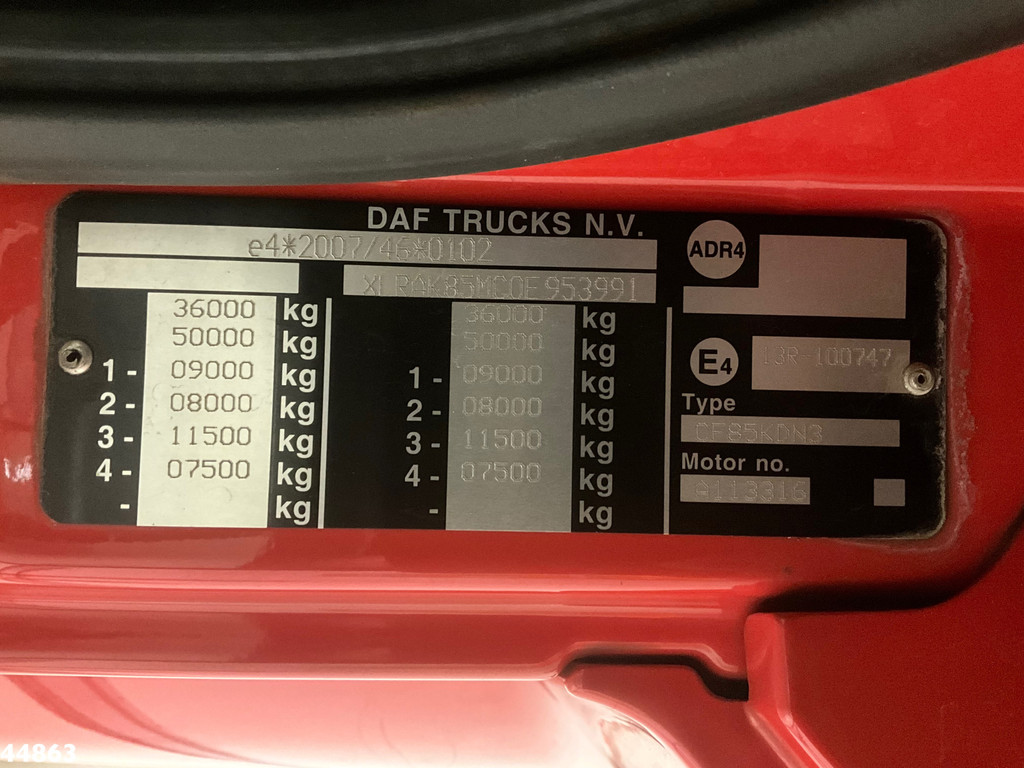 DAF TRUCKS N.V.
e4*2007/46*0102
XLRAK85MC0E953991
36000 kg
50000 kg
1 - 09000 kg
2 - 08000 kg
3 - 11500 kg
4 - 07500 kg
- kg
36000 kg
50000 kg
1 - 09000 kg
2 - 08000 kg
3 - 11500 kg
4 - 07500 kg
- kg
ADR4
E4
13R-100747
Type
CF85KDN3
Motor no.
44863